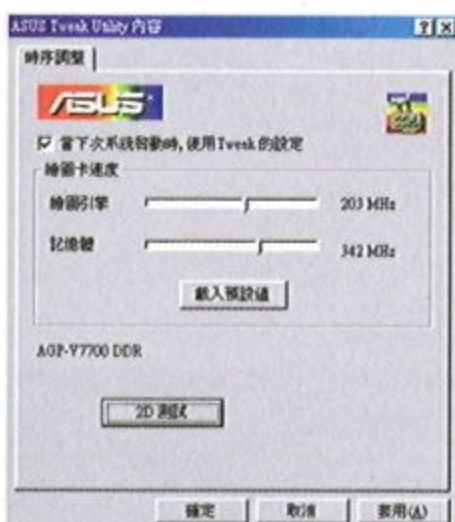 ASUS Tweak Utility 內容
時序調整
ASUS
當下次系統啓動時, 使用Tweak 的設定
繪圖卡速度
繪圖引擎 203 MHz
記憶體 342 MHz
載入預設值
AGP-V7700 DDR
2D 測試
確定 取消 套用(A)